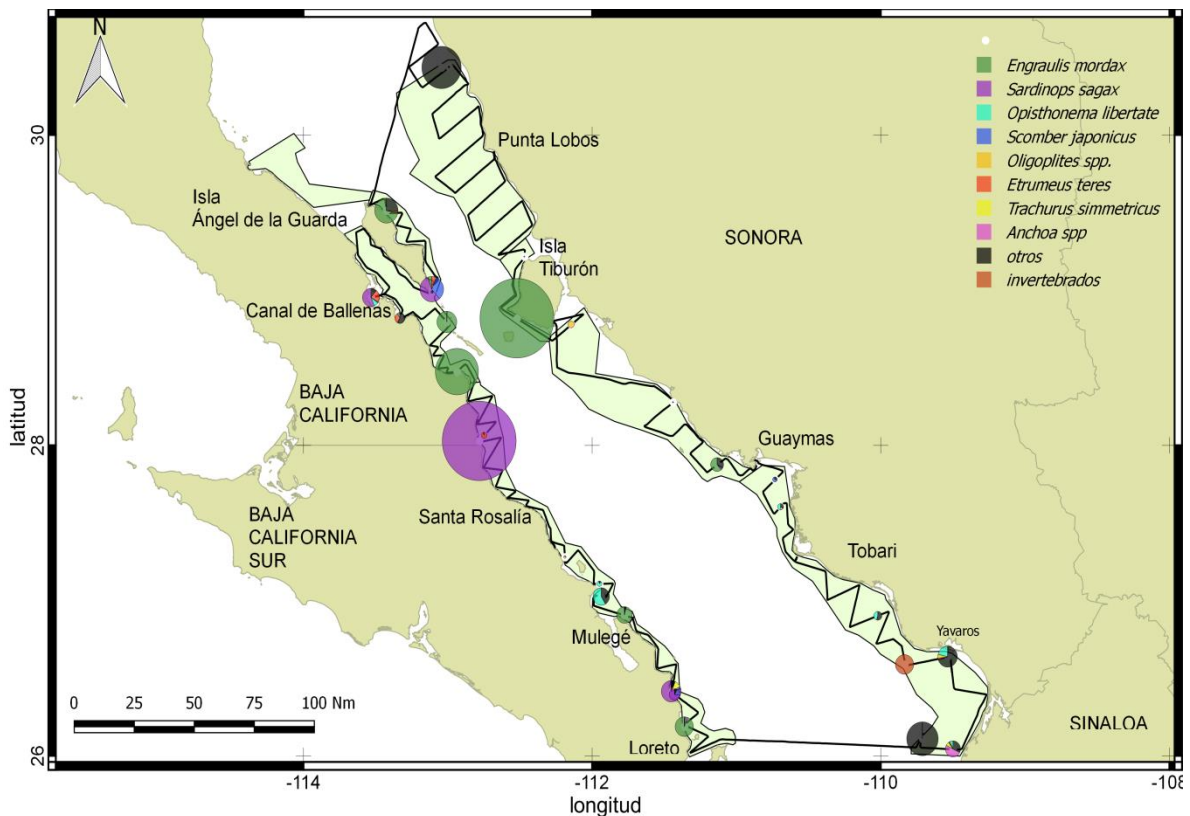 N
Engraulis mordax
Sardinops sagax
Opisthonema libertate
Scomber japonicus
Oligoplites spp.
Etrumeus teres
Trachurus simmetricus
Anchoa spp
otros
invertebrados
Punta Lobos
Isla
Ángel de la Guarda
Isla
Tiburón
SONORA
Canal de Ballenas
BAJA
CALIFORNIA
Guaymas
Santa Rosalía
BAJA
CALIFORNIA
SUR
Tobari
Yavaros
Mulegé
SINALOA
Loreto
0 25 50 75 100 Nm
latitud
30
28
26
-114 -112 -110 -108
longitud